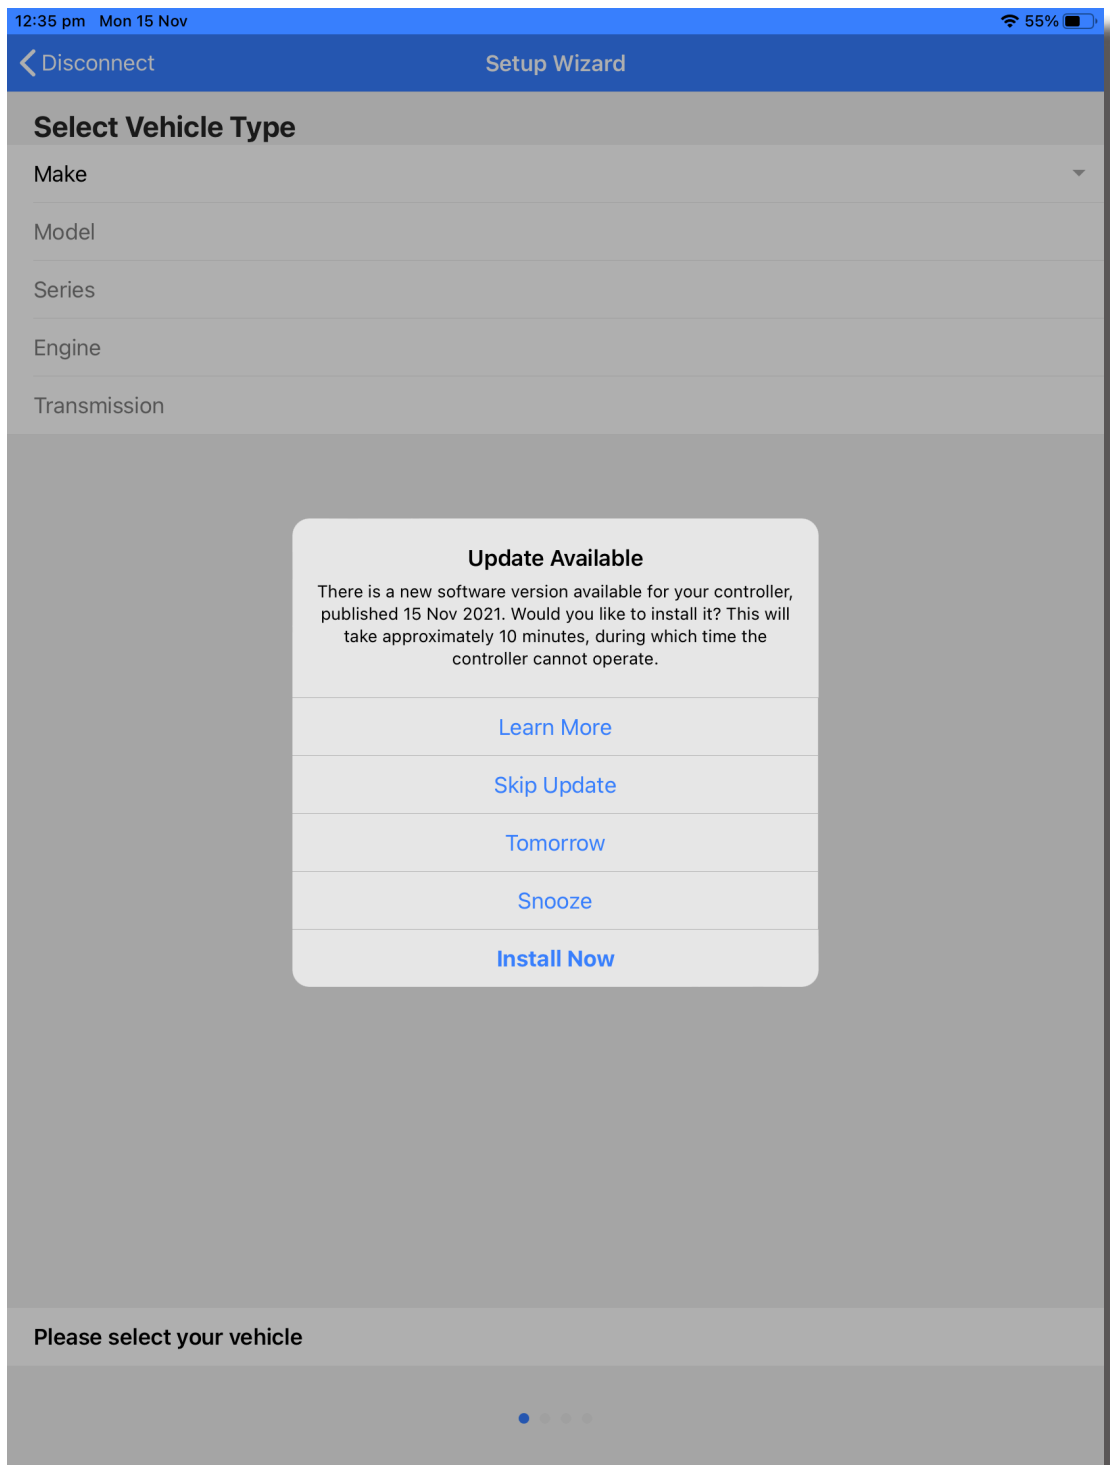 12:35 pm Mon 15 Nov
55%
Disconnect
Setup Wizard
Select Vehicle Type
Make
Model
Series
Engine
Transmission
Update Available
There is a new software version available for your controller,
published 15 Nov 2021. Would you like to install it? This will
take approximately 10 minutes, during which time the
controller cannot operate.
Learn More
Skip Update
Tomorrow
Snooze
Install Now
Please select your vehicle